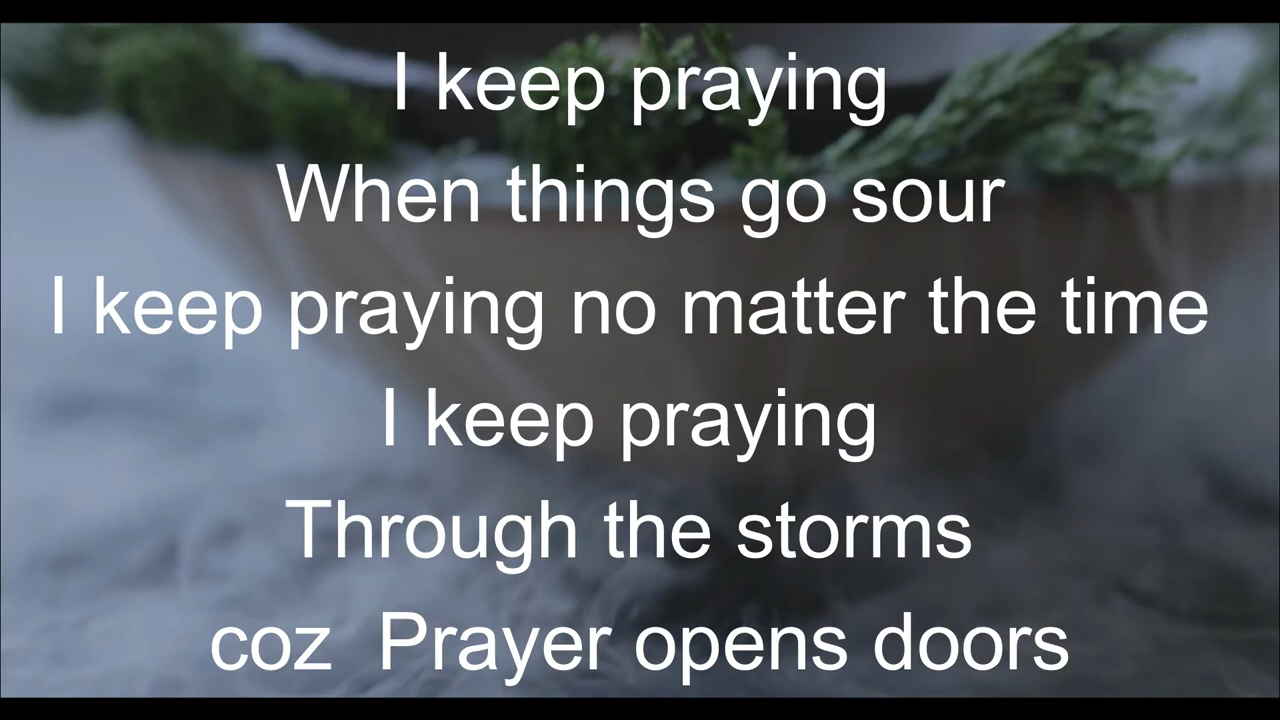 I keep praying
When things go sour
I keep praying no matter the time
I keep praying
Through the storms
coz  Prayer opens doors